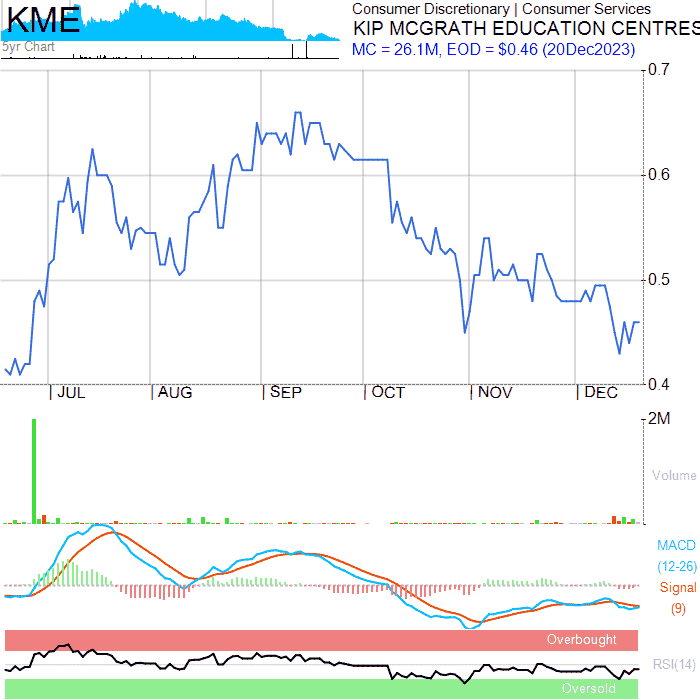 KME
5yr Chart
Consumer Discretionary | Consumer Services
KIP MCGRATH EDUCATION CENTRES
MC = 26.1M, EOD = $0.46 (20Dec2023)
0.7
0.6
0.5
0.4
JUL AUG SEP OCT NOV DEC
2M
Volume
MACD
(12-26)
Signal
(9)
Overbought
RSI(14)
Oversold